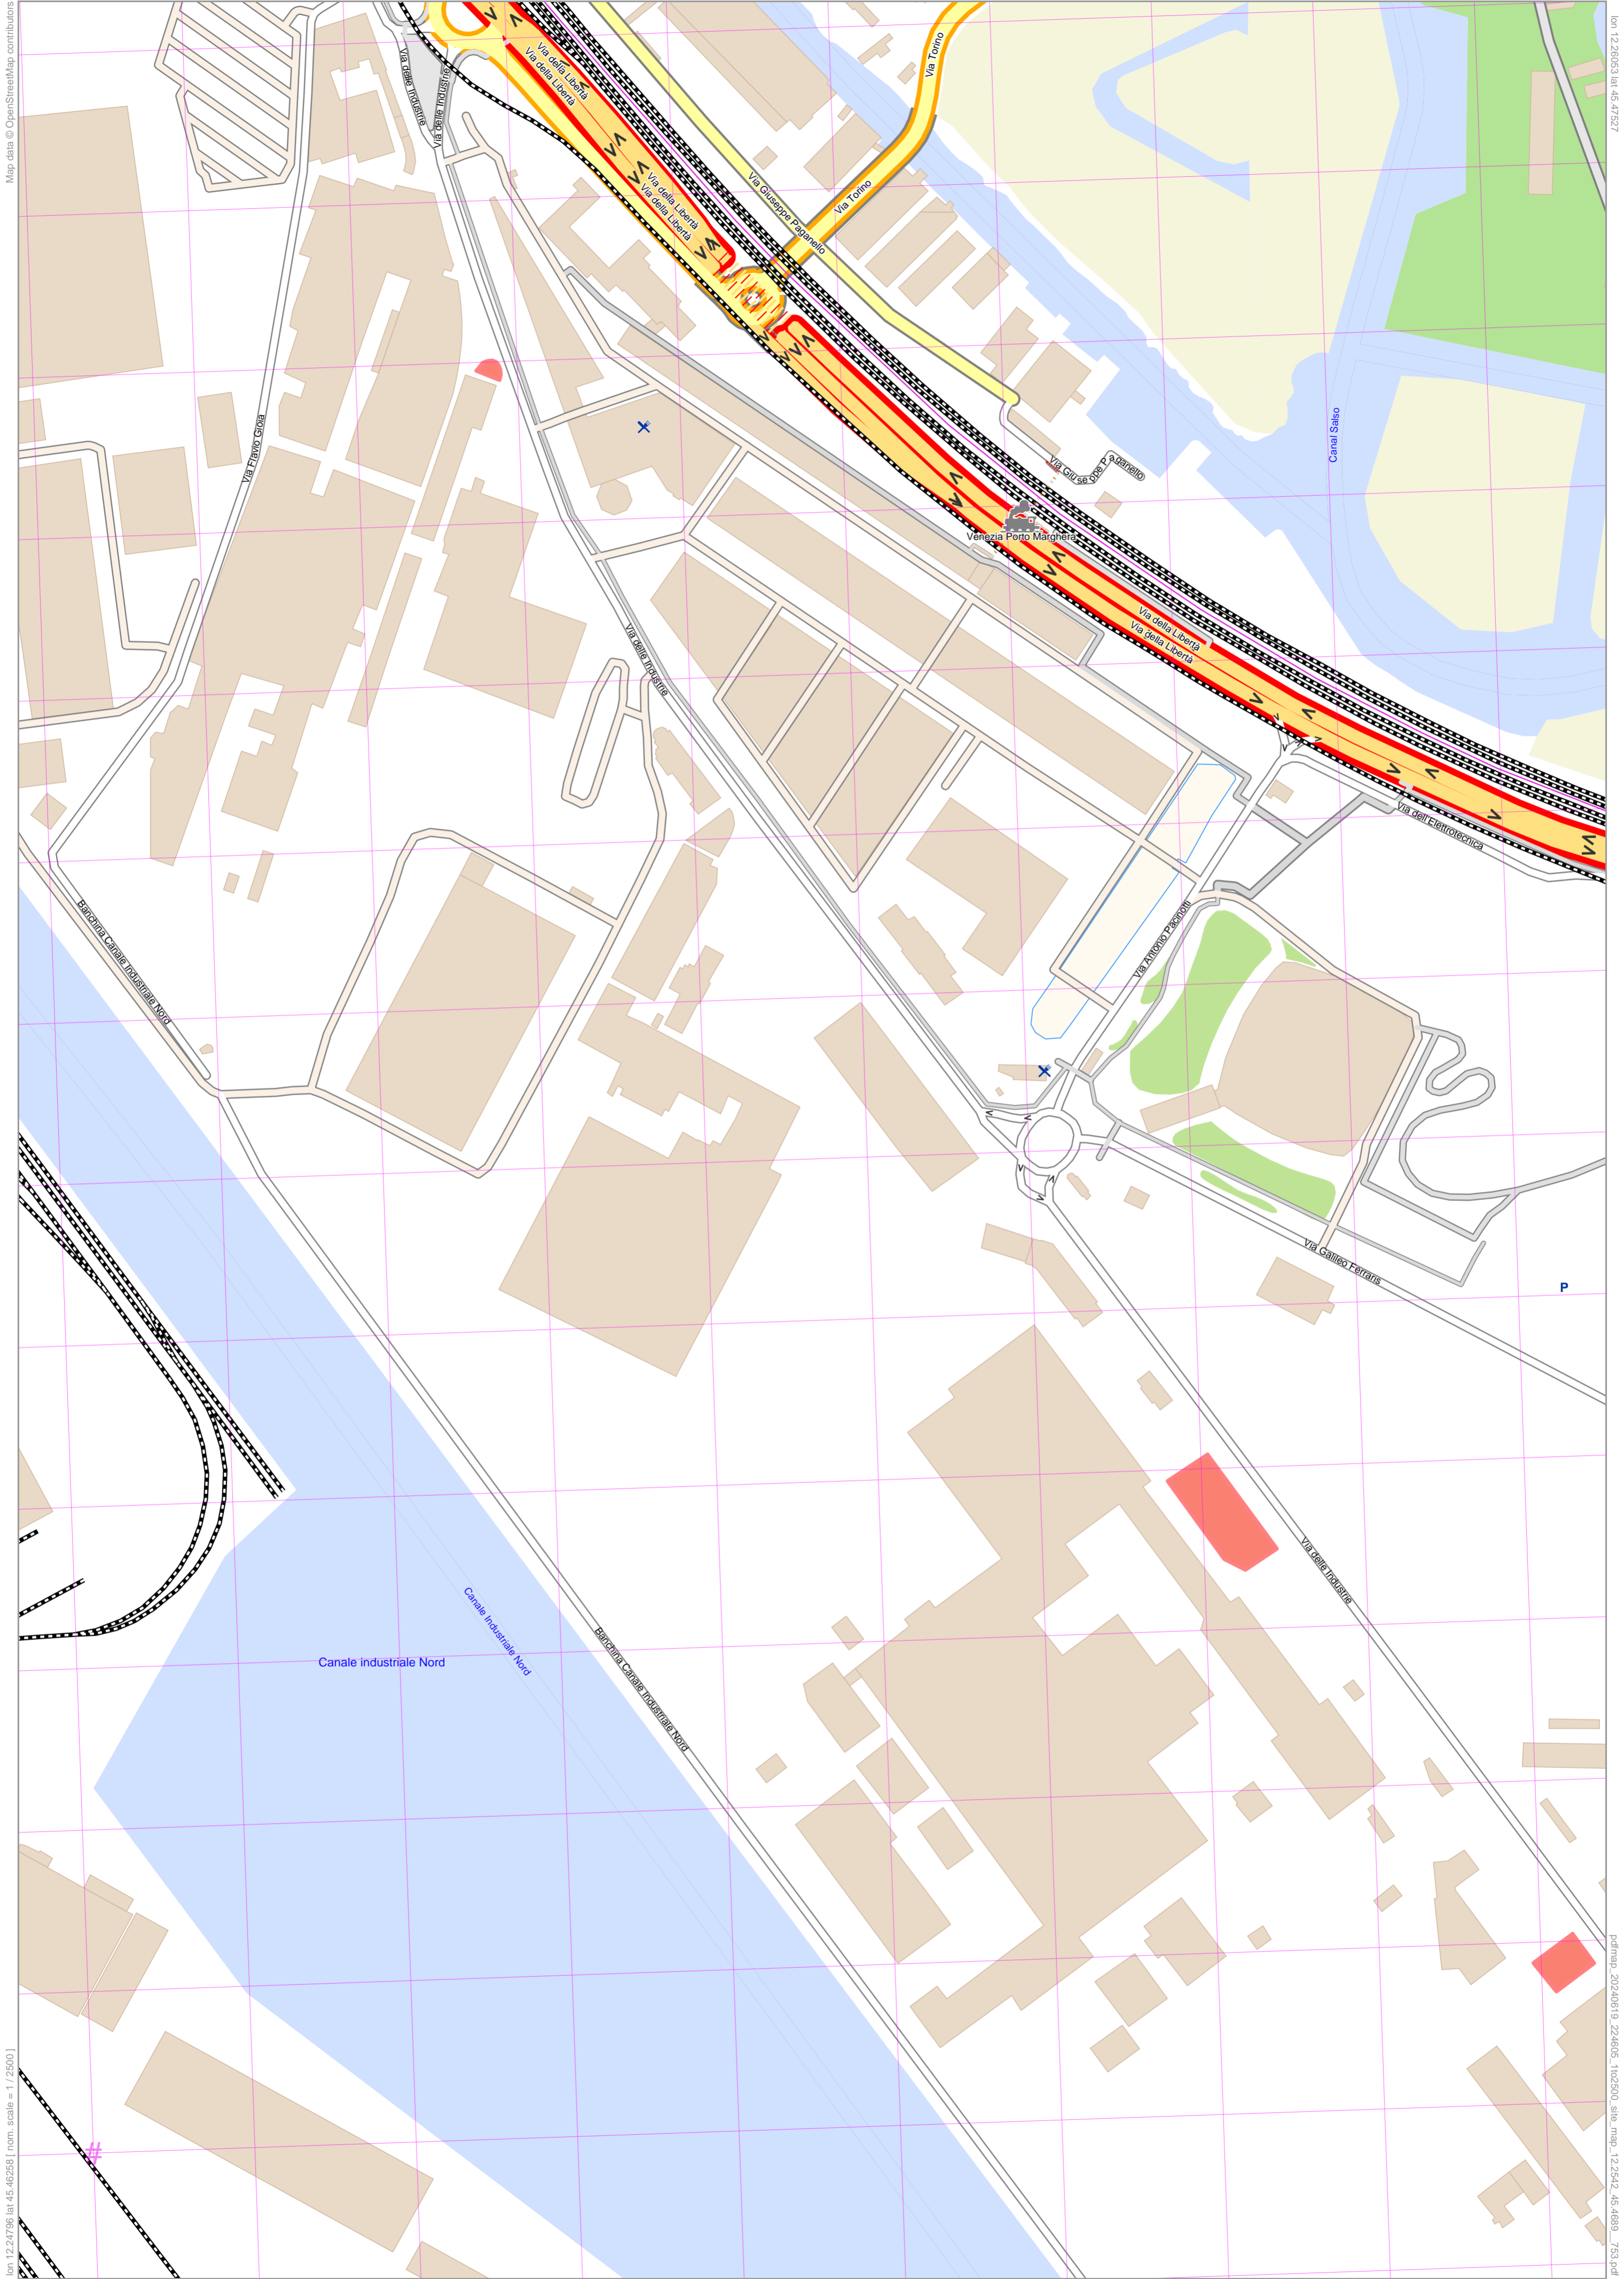 Map data © OpenStreetMap contributors
lon 12.26053 lat 45.47527
Via delle Industrie
Via delle Industrie
Via della Libertà
Via della Libertà
Via Torino
Via Giuseppe Paganello
Via Torino
Via della Libertà
Via della Libertà
Via Flavio Gioia
Canal Salso
Via Giuseppe Paganello
Venezia Porto Marghera
Via della Libertà
Via della Libertà
Via delle Industrie
Via dell'Elettrotecnica
Banchina Canale Industriale Nord
Via Antonio Pacinotti
Via Galileo Ferraris
P
Via delle Industrie
Canale Industriale Nord
Canale industriale Nord
Banchina Canale Industriale Nord
#
lon 12.24796 lat 45.46258 [ nom. scale = 1 / 2500 ]
pdfmap_20240619_224605_1to2500_site_map_12.2542_45.4689__753.pdf